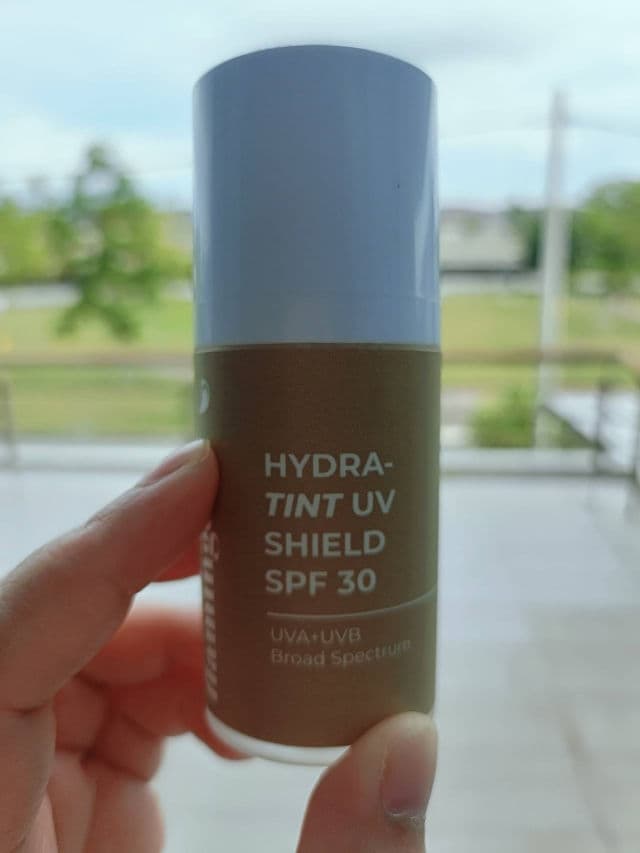 HYDRA-
TINT UV
SHIELD
SPF 30
UVA+UVB
Broad Spectrum